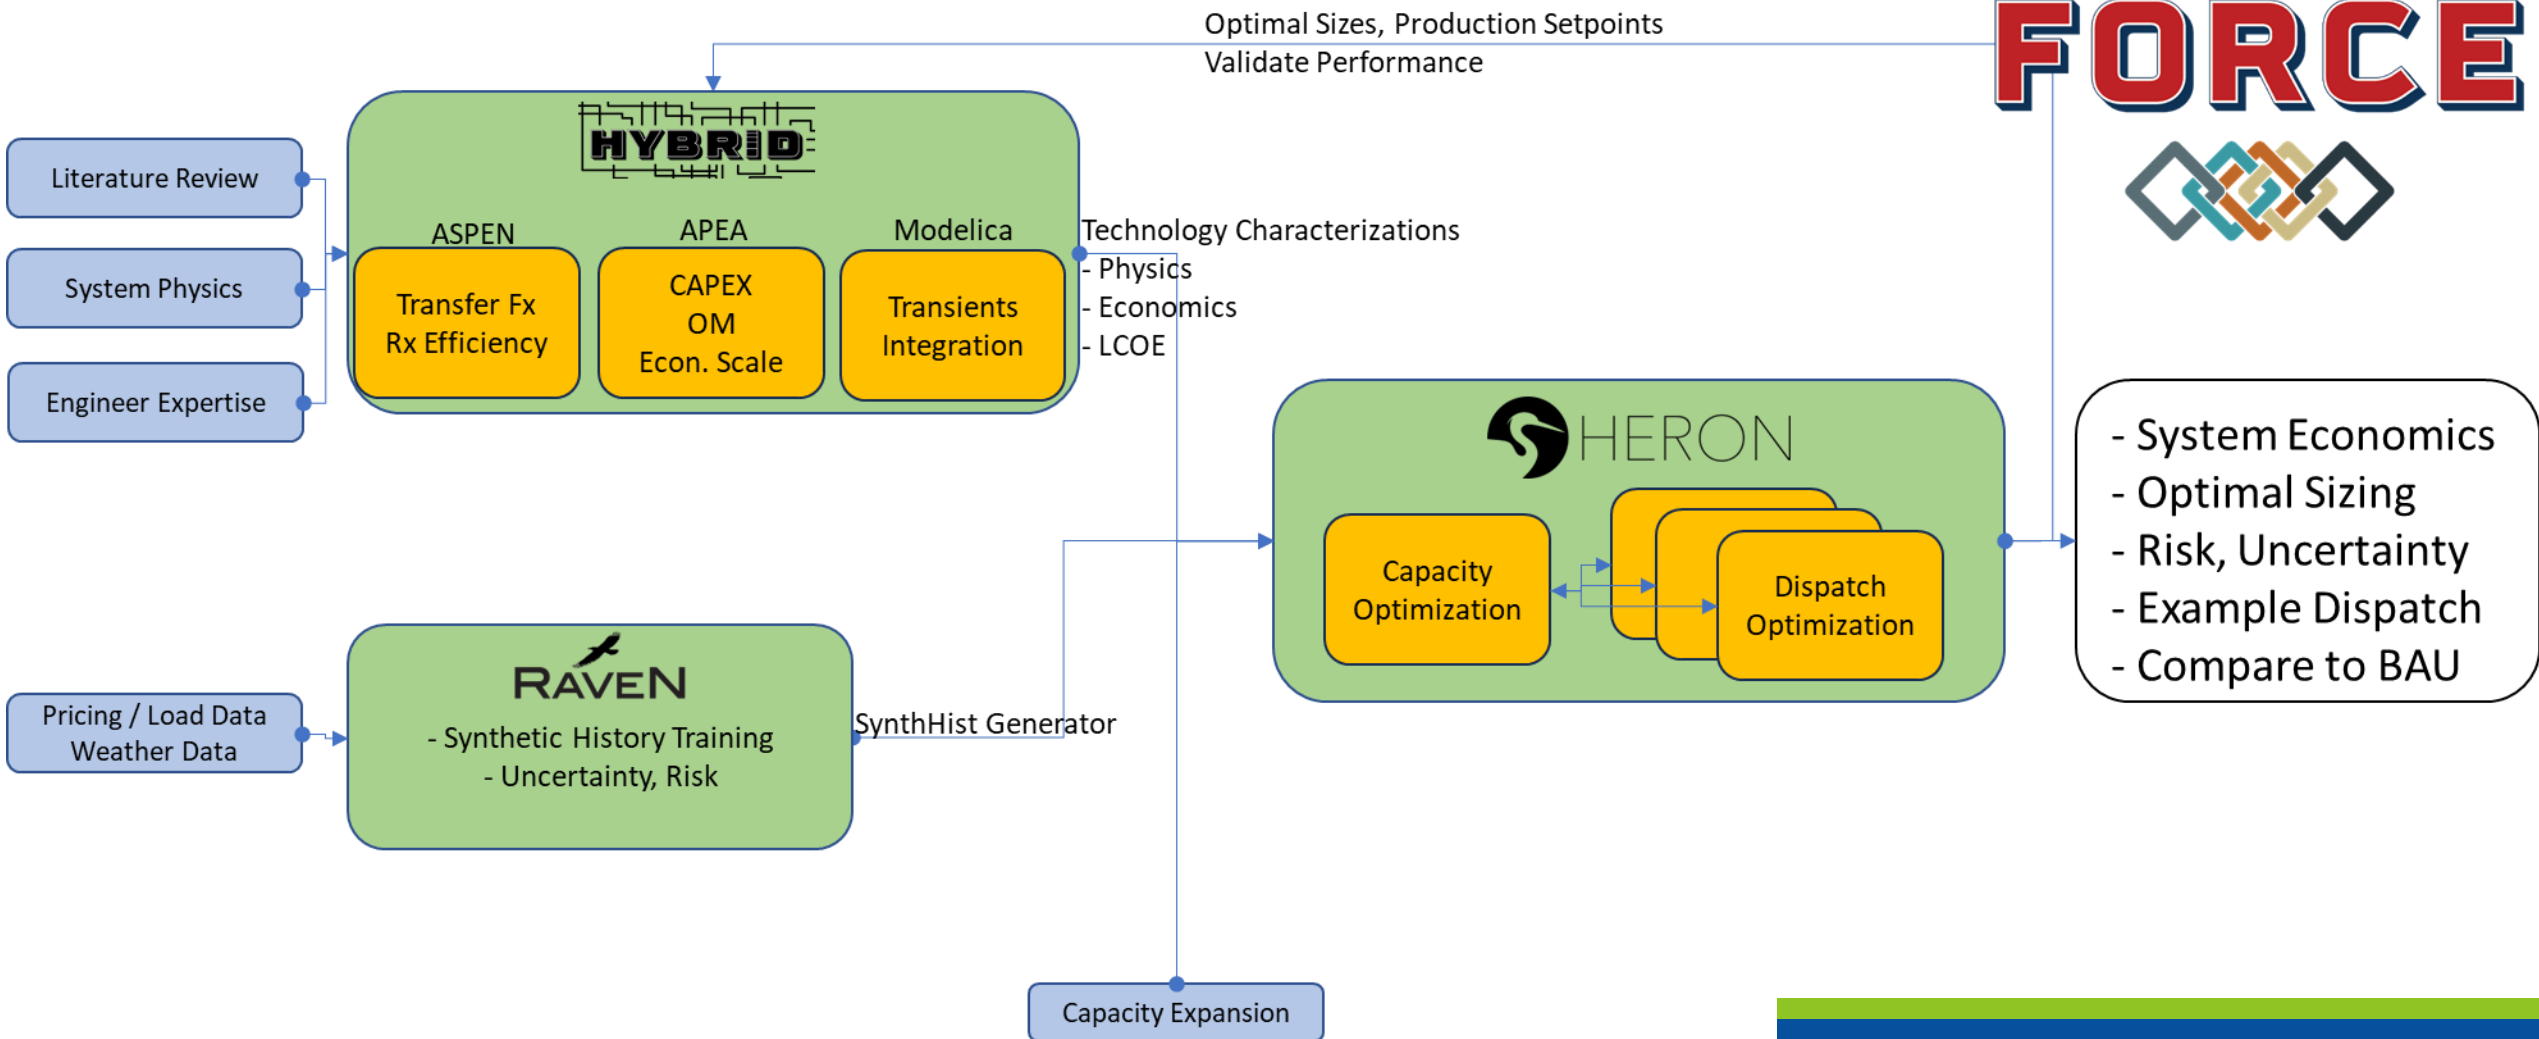 Optimal Sizes, Production Setpoints
Validate Performance
FORCE
HYBRID
Literature Review
System Physics
Engineer Expertise
ASPEN
Transfer Fx
Rx Efficiency
APEA
CAPEX
OM
Econ. Scale
Modelica
Transients
Integration
Technology Characterizations
- Physics
- Economics
- LCOE
HERON
Capacity
Optimization
Dispatch
Optimization
- System Economics
- Optimal Sizing
- Risk, Uncertainty
- Example Dispatch
- Compare to BAU
Pricing / Load Data
Weather Data
RAVEN
- Synthetic History Training
- Uncertainty, Risk
SynthHist Generator
Capacity Expansion